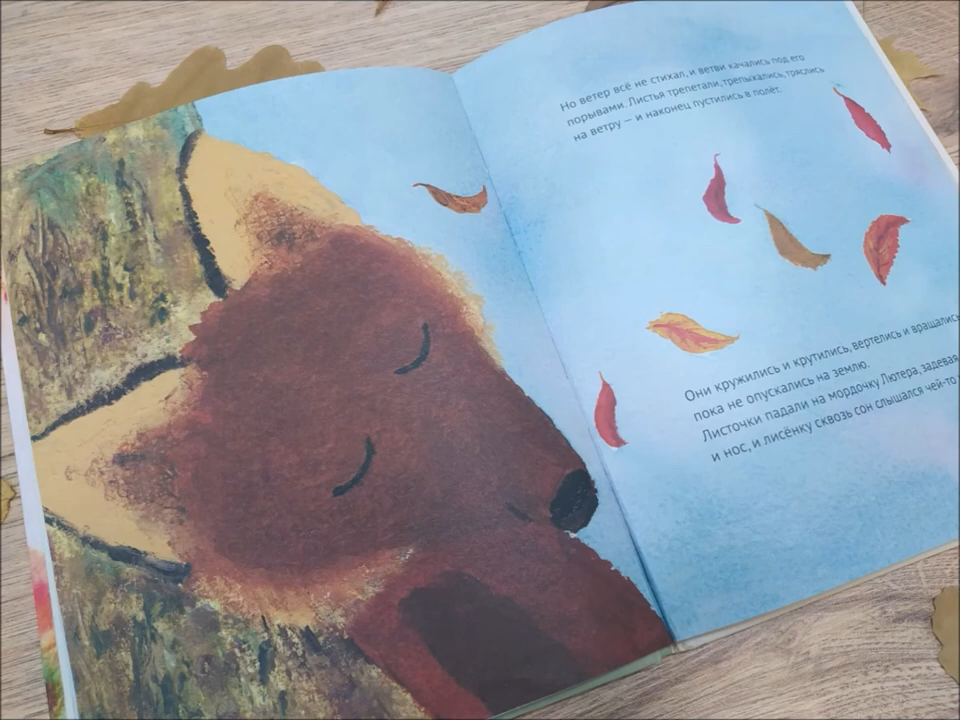 Но ветер всё не стихал, и ветви качались под его
порывами. Листья трепетали, трепыхались, тряслись
на ветру — и наконец пустились в полёт.
Они кружились и крутились, вертелись и вращались
пока не опускались на землю.
Листочки падали на мордочку Лютера, задевая
и нос, и лисёнку сквозь сон слышался чей-то